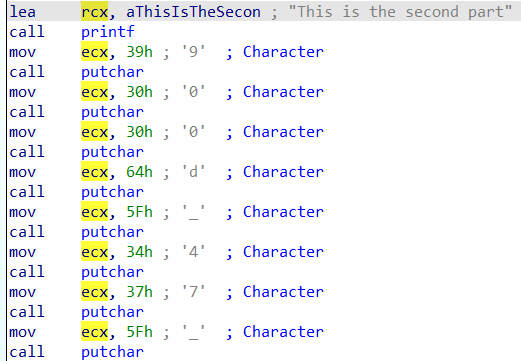 lea rcx, aThisIsTheSecon ; "This is the second part"
call printf
mov ecx, 39h ; '9' ; Character
call putchar
mov ecx, 30h ; '0' ; Character
call putchar
mov ecx, 30h ; '0' ; Character
call putchar
mov ecx, 64h ; 'd' ; Character
call putchar
mov ecx, 5Fh ; '_' ; Character
call putchar
mov ecx, 34h ; '4' ; Character
call putchar
mov ecx, 37h ; '7' ; Character
call putchar
mov ecx, 5Fh ; '_' ; Character
call putchar